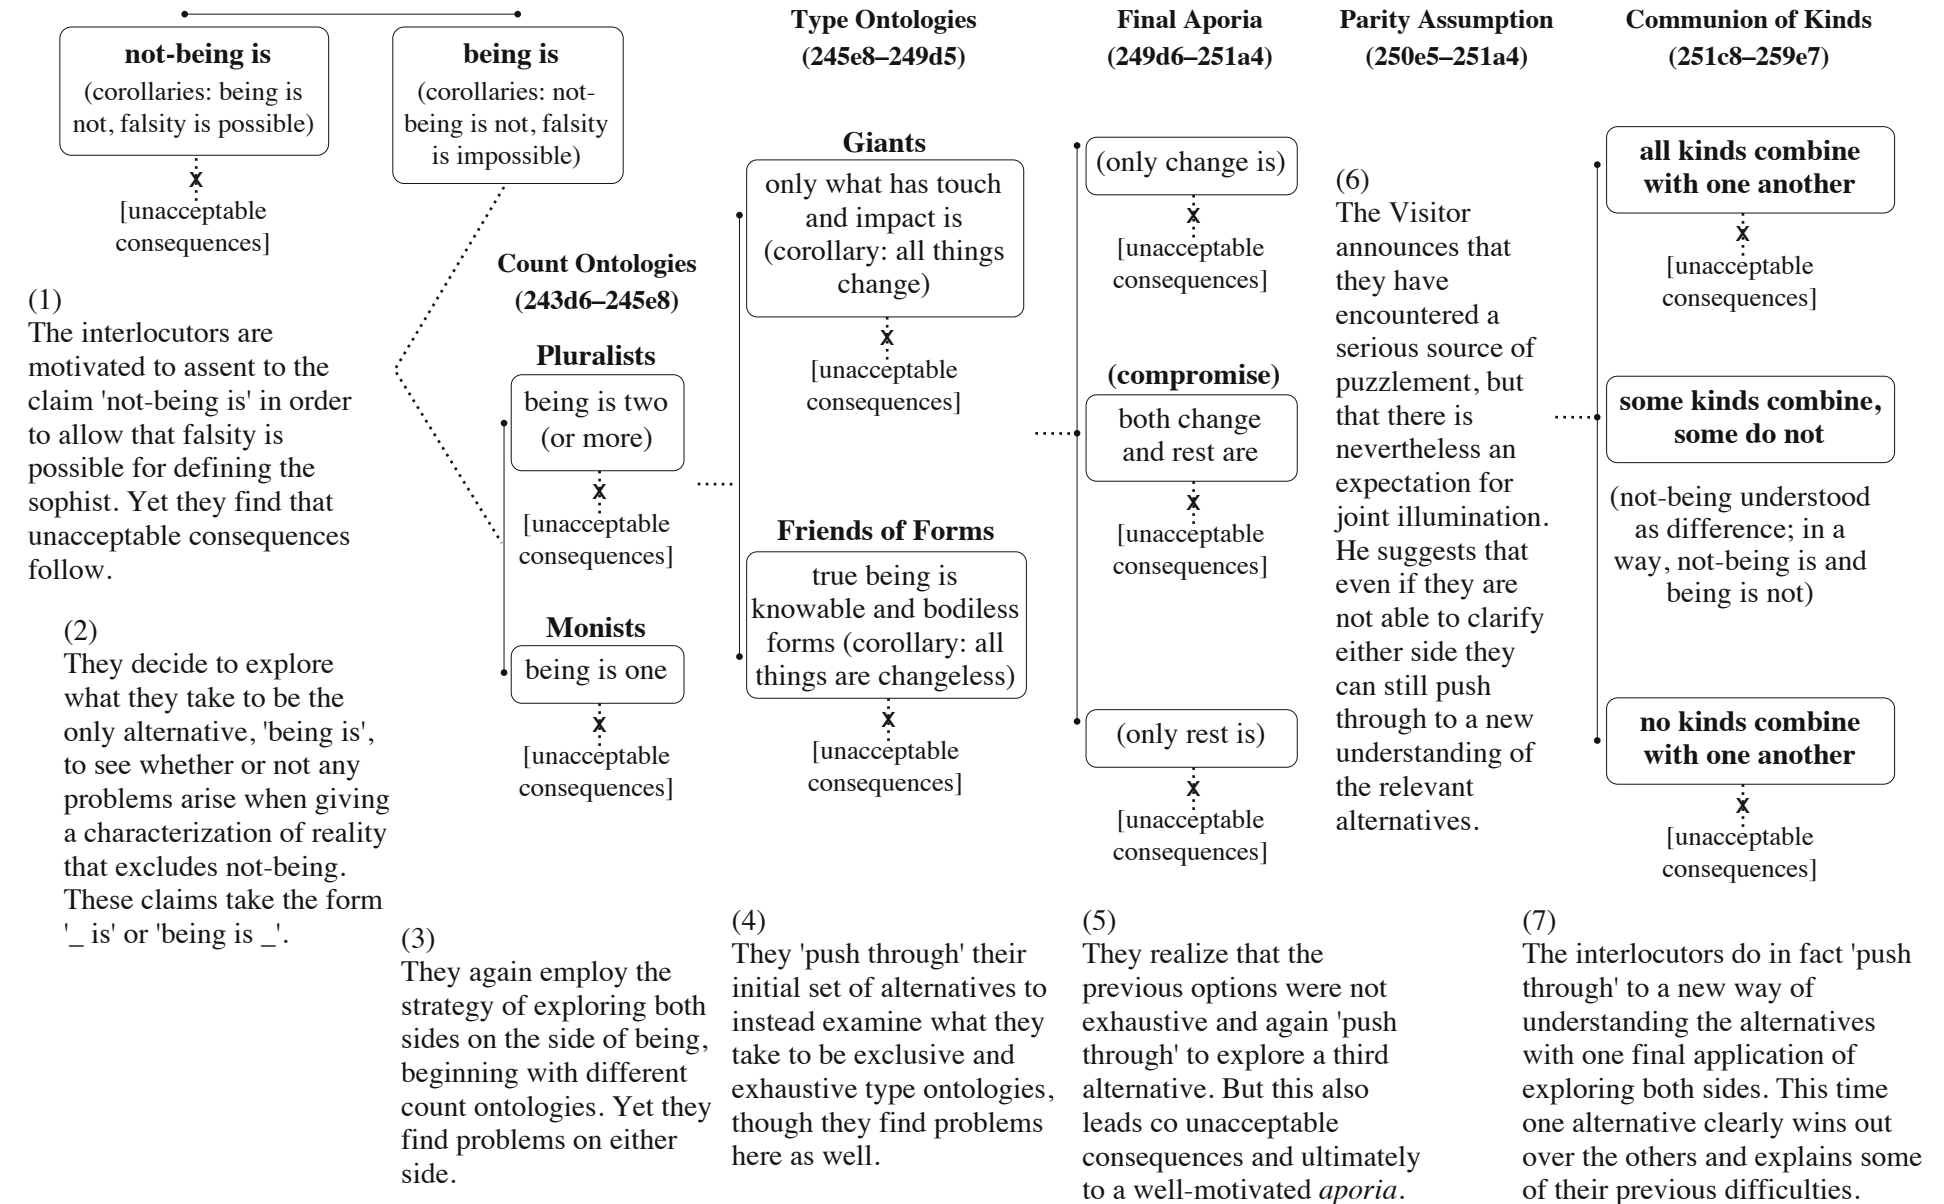 not-being is
(corollaries: being is
not, falsity is possible)
x
[unacceptable
consequences]
being is
(corollaries: not-
being is not, falsity
is impossible)
(1)
The interlocutors are
motivated to assent to the
claim 'not-being is' in order
to allow that falsity is
possible for defining the
sophist. Yet they find that
unacceptable consequences
follow.
(2)
They decide to explore
what they take to be the
only alternative, 'being is',
to see whether or not any
problems arise when giving
a characterization of reality
that excludes not-being.
These claims take the form
'_ is' or 'being is _'.
Count Ontologies
(243d6–245e8)
Pluralists
being is two
(or more)
x
[unacceptable
consequences]
Monists
being is one
x
[unacceptable
consequences]
(3)
They again employ the
strategy of exploring both
sides on the side of being,
beginning with different
count ontologies. Yet they
find problems on either
side.
Type Ontologies
(245e8–249d5)
Giants
only what has touch
and impact is
(corollary: all things
change)
x
[unacceptable
consequences]
Friends of Forms
true being is
knowable and bodiless
forms (corollary: all
things are changeless)
x
[unacceptable
consequences]
(4)
They 'push through' their
initial set of alternatives to
instead examine what they
take to be exclusive and
exhaustive type ontologies,
though they find problems
here as well.
Final Aporia
(249d6–251a4)
(only change is)
x
[unacceptable
consequences]
(compromise)
both change
and rest are
x
[unacceptable
consequences]
(only rest is)
x
[unacceptable
consequences]
(5)
They realize that the
previous options were not
exhaustive and again 'push
through' to explore a third
alternative. But this also
leads co unacceptable
consequences and ultimately
to a well-motivated aporia.
Parity Assumption
(250e5–251a4)
(6)
The Visitor
announces that
they have
encountered a
serious source of
puzzlement, but
that there is
nevertheless an
expectation for
joint illumination.
He suggests that
even if they are
not able to clarify
either side they
can still push
through to a new
understanding of
the relevant
alternatives.
Communion of Kinds
(251c8–259e7)
all kinds combine
with one another
x
[unacceptable
consequences]
some kinds combine,
some do not
(not-being understood
as difference; in a
way, not-being is and
being is not)
no kinds combine
with one another
x
[unacceptable
consequences]
(7)
The interlocutors do in fact 'push
through' to a new way of
understanding the alternatives
with one final application of
exploring both sides. This time
one alternative clearly wins out
over the others and explains some
of their previous difficulties.